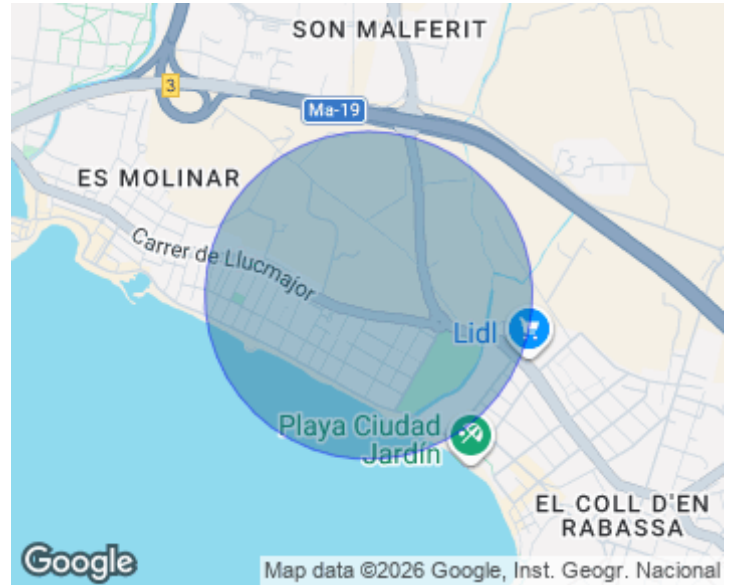 SON MALFERIT
3
Ma-19
ES MOLINAR
Carrer de Llucmajor
Lidl
Playa Ciudad
Jardín
EL COLL D'EN
RABASSA
Google
Map data ©2026 Google, Inst. Geogr. Nacional